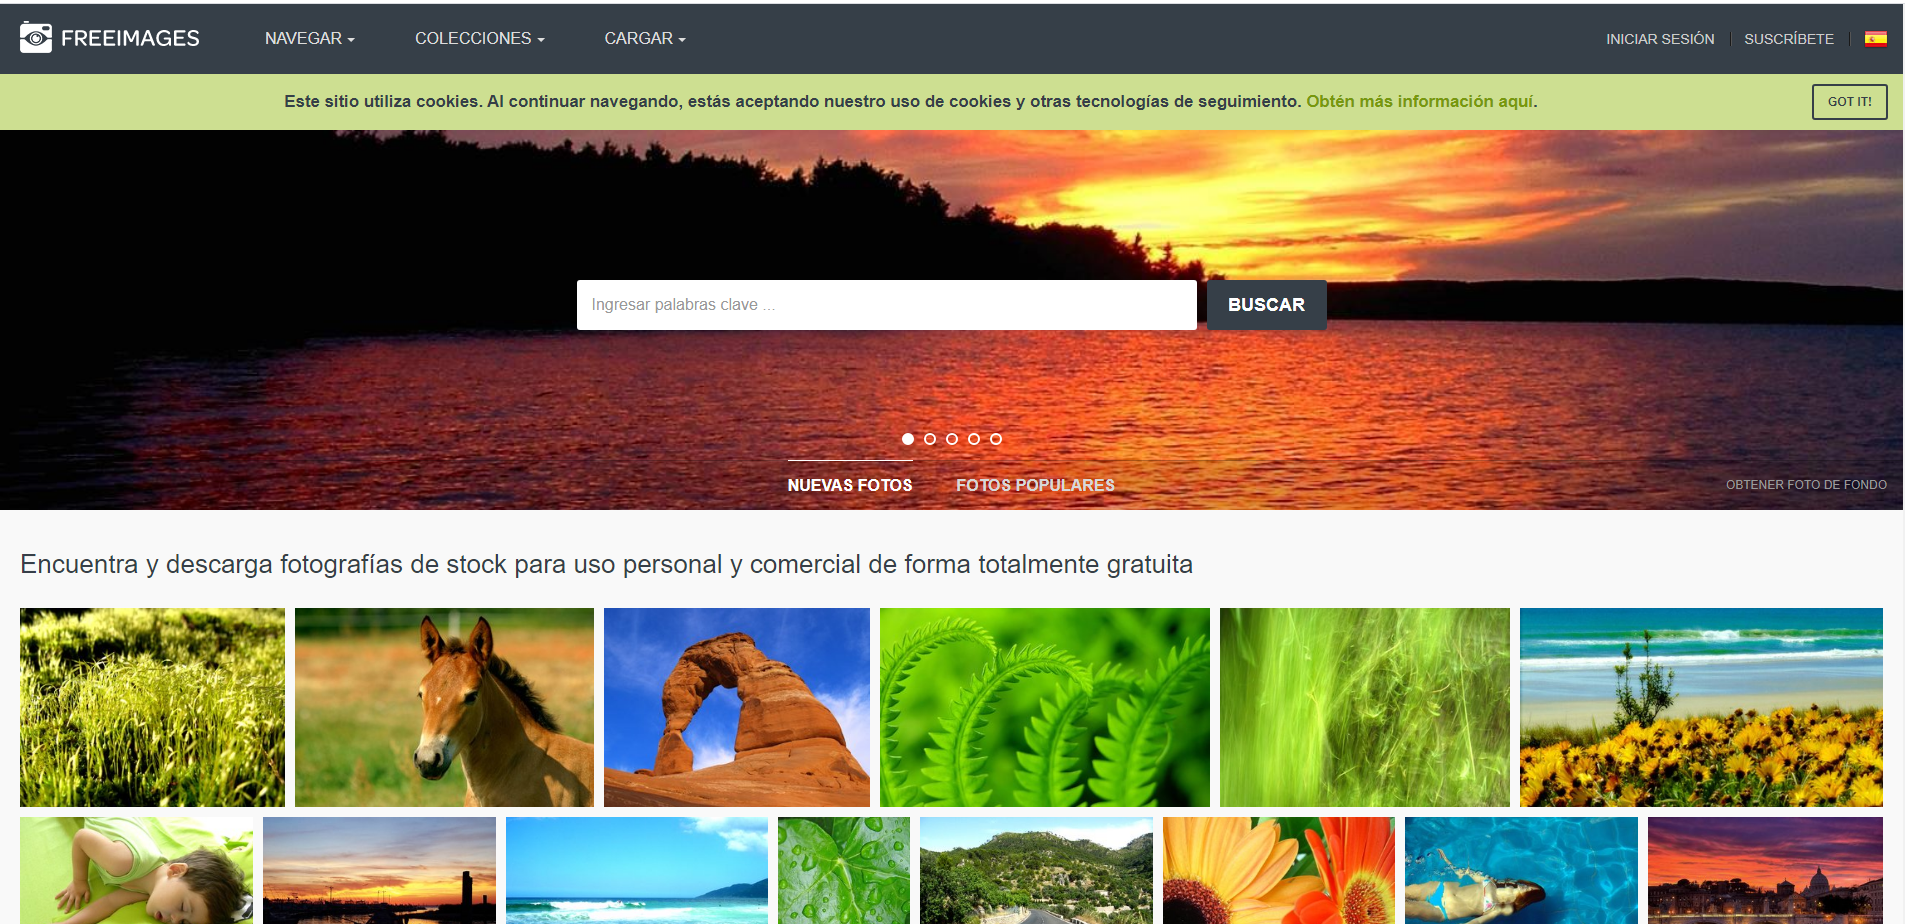 FREEIMAGES
NAVEGAR
COLECCIONES
CARGAR
INICIAR SESIÓN
SUSCRÍBETE
Este sitio utiliza cookies. Al continuar navegando, estás aceptando nuestro uso de cookies y otras tecnologías de seguimiento. Obtén más información aquí.
GOT IT!
Ingresar palabras clave ...
BUSCAR
NUEVAS FOTOS
FOTOS POPULARES
OBTENER FOTO DE FONDO
Encuentra y descarga fotografías de stock para uso personal y comercial de forma totalmente gratuita